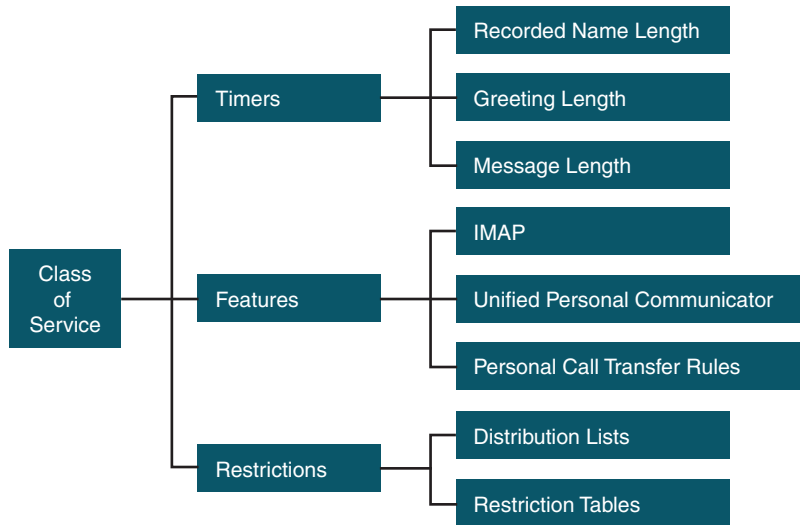 Class
of
Service
Timers
Recorded Name Length
Greeting Length
Message Length
Features
IMAP
Unified Personal Communicator
Personal Call Transfer Rules
Restrictions
Distribution Lists
Restriction Tables